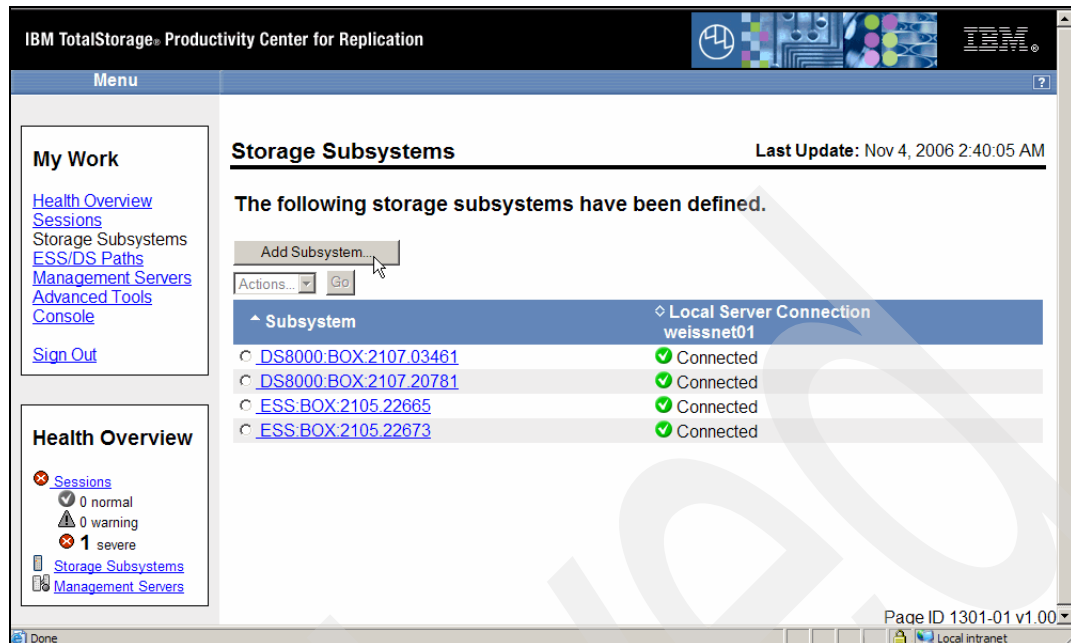 IBM TotalStorage® Productivity Center for Replication
IBM®
Menu
?
My Work
Health Overview
Sessions
Storage Subsystems
ESS/DS Paths
Management Servers
Advanced Tools
Console
Sign Out
Health Overview
Sessions
0 normal
0 warning
1 severe
Storage Subsystems
Management Servers
Storage Subsystems
Last Update: Nov 4, 2006 2:40:05 AM
The following storage subsystems have been defined.
Add Subsystem...
Actions... Go
Subsystem
Local Server Connection
weissnet01
DS8000:BOX:2107.03461 Connected
DS8000:BOX:2107.20781 Connected
ESS:BOX:2105.22665 Connected
ESS:BOX:2105.22673 Connected
Page ID 1301-01 v1.00
Done
Local intranet